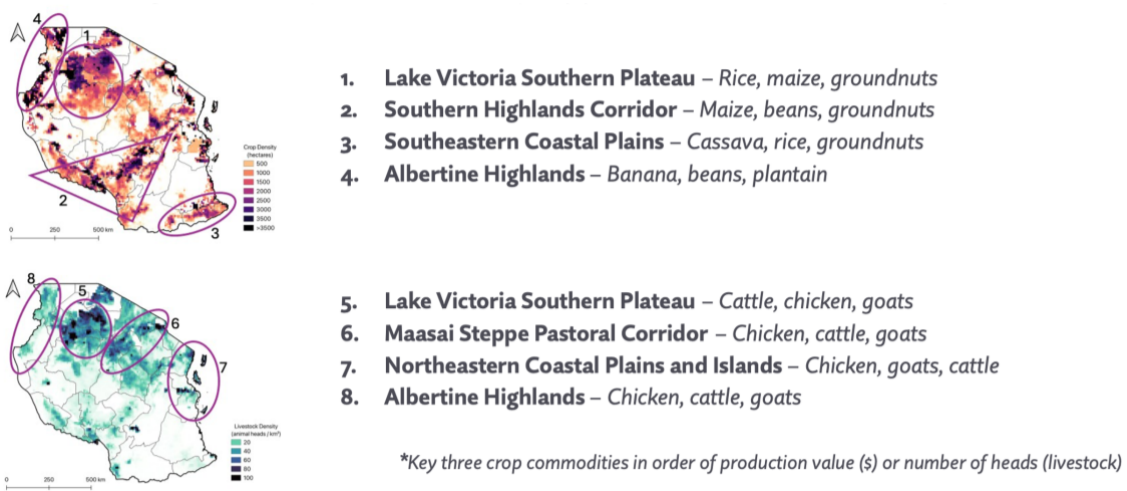 4
1
2
3
Crop Density
(hectares)
500
1000
1500
2000
2500
3000
3500
>3500
0 250 500 km
1. Lake Victoria Southern Plateau – Rice, maize, groundnuts
2. Southern Highlands Corridor – Maize, beans, groundnuts
3. Southeastern Coastal Plains – Cassava, rice, groundnuts
4. Albertine Highlands – Banana, beans, plantain
8
5
6
7
Livestock Density
(animal heads / km²)
20
40
60
80
100
0 250 500 km
5. Lake Victoria Southern Plateau – Cattle, chicken, goats
6. Maasai Steppe Pastoral Corridor – Chicken, cattle, goats
7. Northeastern Coastal Plains and Islands – Chicken, goats, cattle
8. Albertine Highlands – Chicken, cattle, goats
*Key three crop commodities in order of production value ($) or number of heads (livestock)